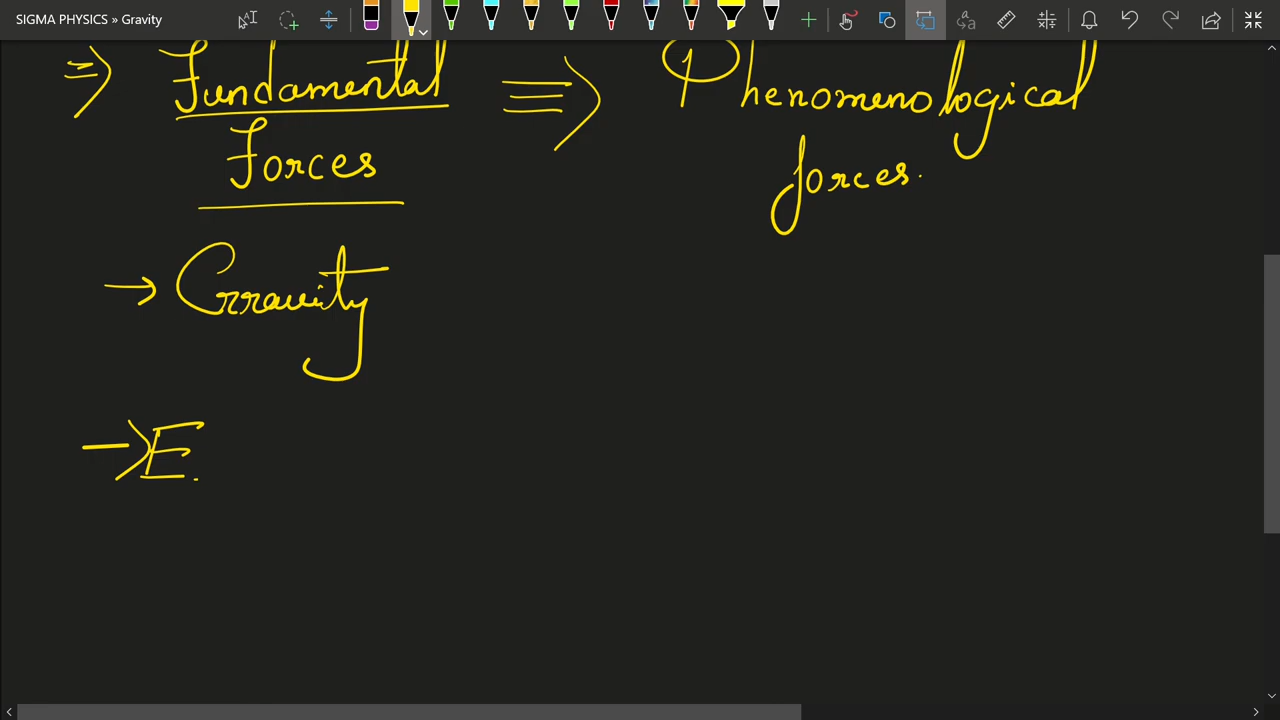 SIGMA PHYSICS » Gravity
⇒ Fundamental ⇒ Phenomenological
Forces forces.
→ Gravity
→ E.